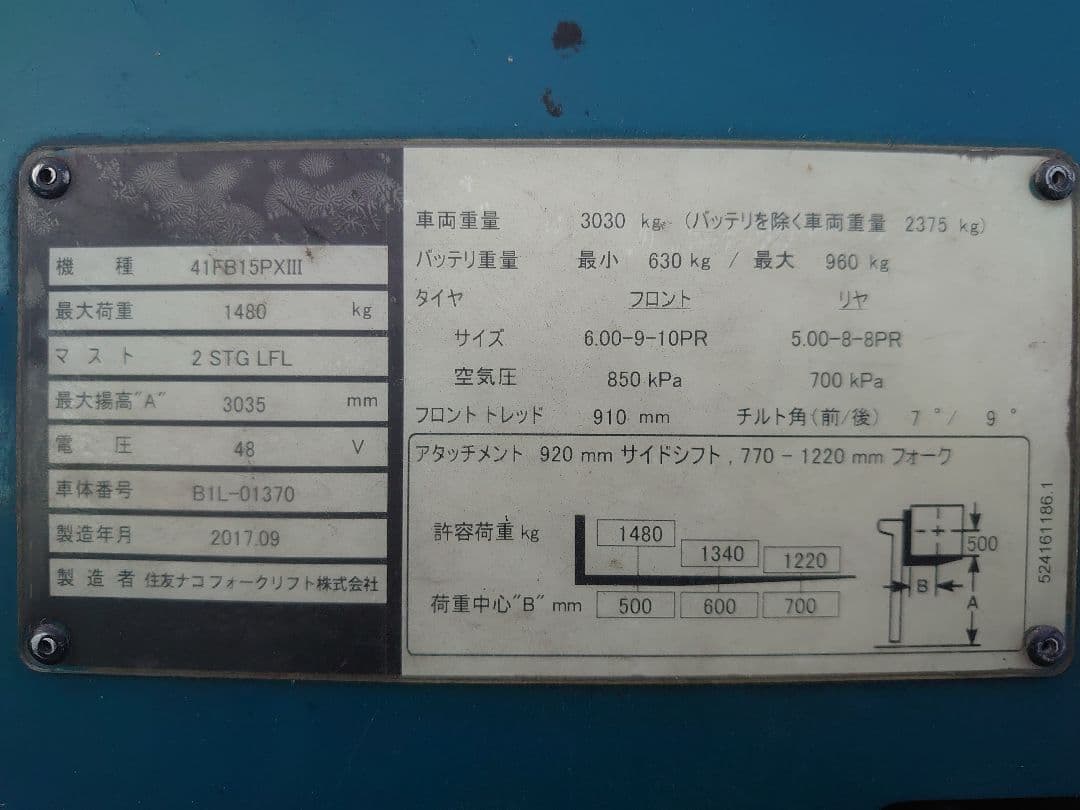 機種 41FB15PXIII
最大荷重 1480 kg
マスト 2 STG LFL
最大揚高"A" 3035 mm
電圧 48 V
車体番号 B1L-01370
製造年月 2017.09
製造者 住友ナコフォークリフト株式会社
車両重量 3030 kg (バッテリを除く車両重量 2375 kg)
バッテリ重量 最小 630 kg / 最大 960 kg
タイヤ フロント リヤ
サイズ 6.00-9-10PR 5.00-8-8PR
空気圧 850 kPa 700 kPa
フロント トレッド 910 mm チルト角(前/後) 7 ° / 9 °
アタッチメント 920 mm サイドシフト , 770 - 1220 mm フォーク
許容荷重 kg 1480 1340 1220
荷重中心"B" mm 500 600 700
500
B
A
524161186.1